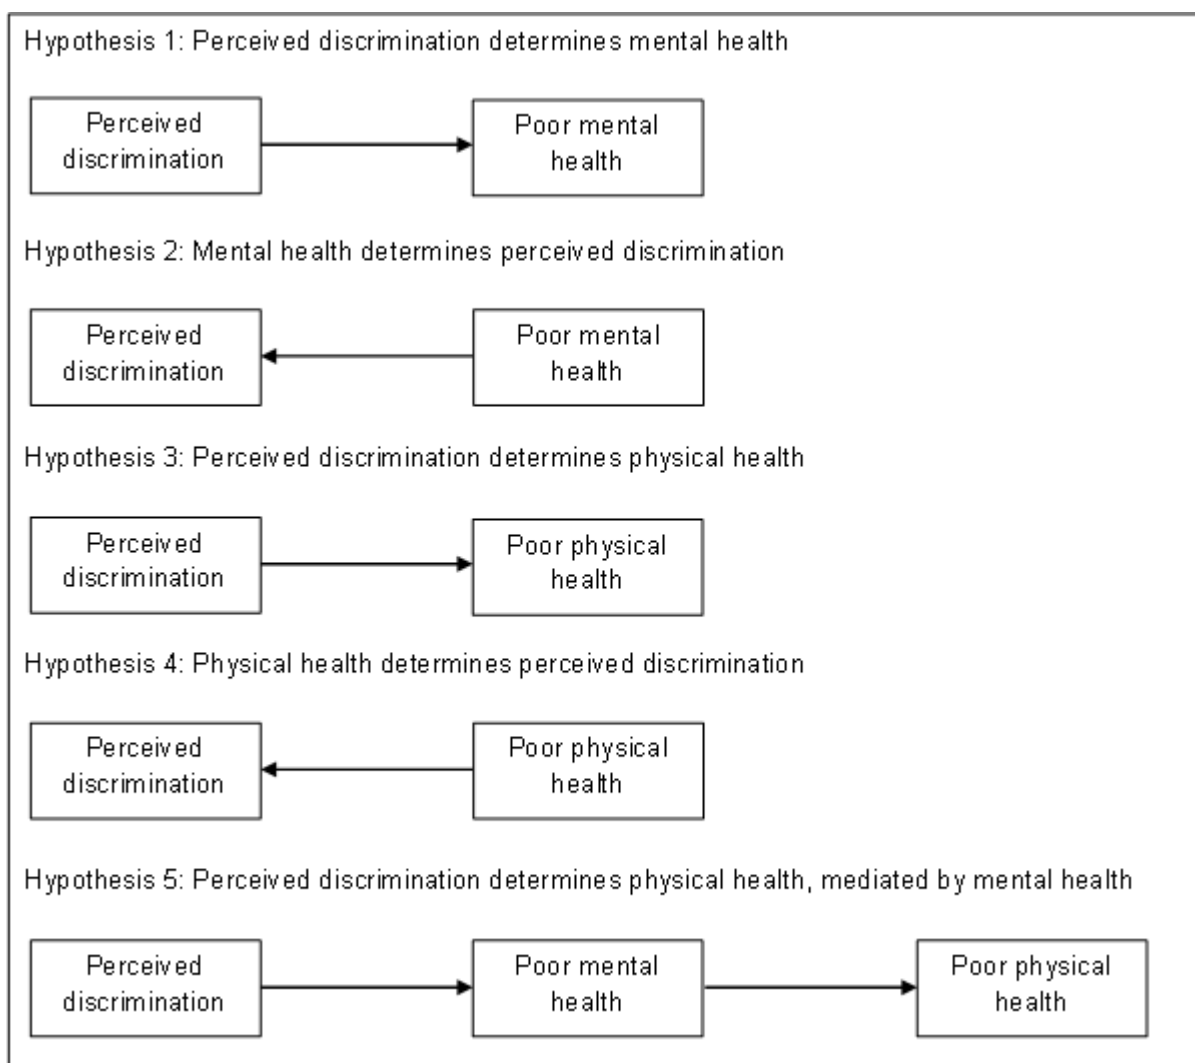 Hypothesis 1: Perceived discrimination determines mental health
Perceived
discrimination
Poor mental
health
Hypothesis 2: Mental health determines perceived discrimination
Perceived
discrimination
Poor mental
health
Hypothesis 3: Perceived discrimination determines physical health
Perceived
discrimination
Poor physical
health
Hypothesis 4: Physical health determines perceived discrimination
Perceived
discrimination
Poor physical
health
Hypothesis 5: Perceived discrimination determines physical health, mediated by mental health
Perceived
discrimination
Poor mental
health
Poor physical
health